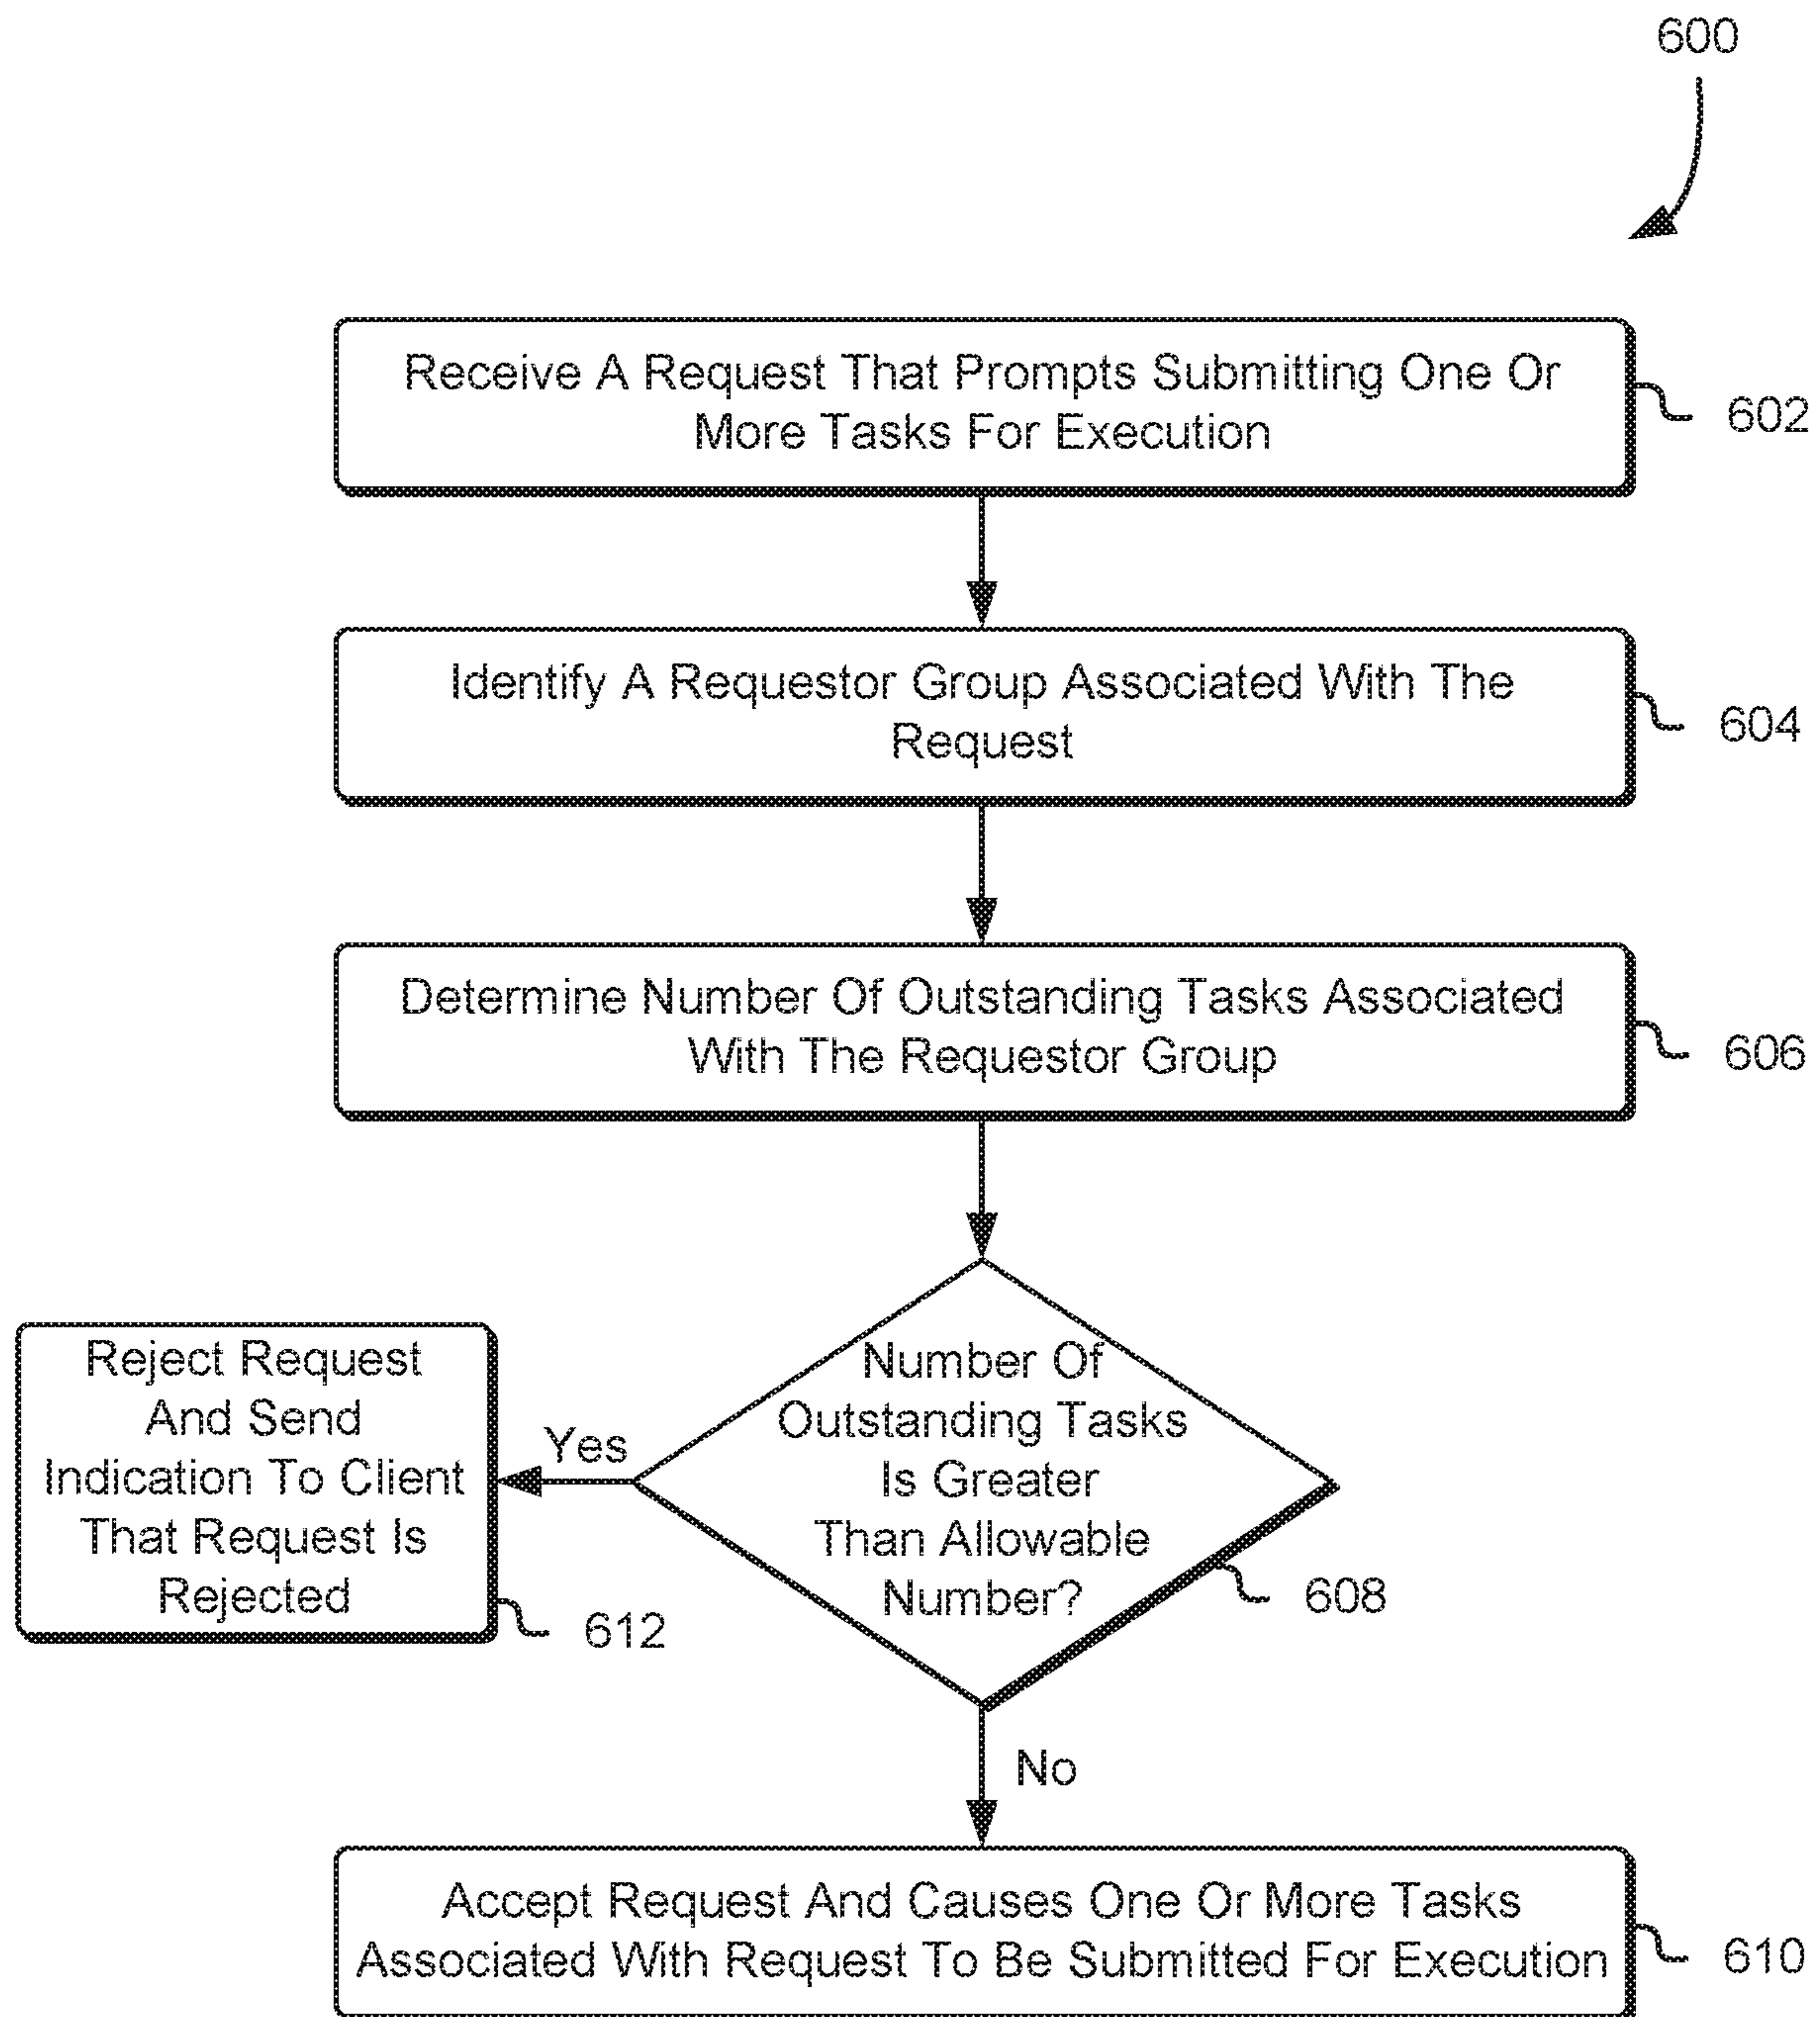 600
Receive A Request That Prompts Submitting One Or
More Tasks For Execution
602
Identify A Requestor Group Associated With The
Request
604
Determine Number Of Outstanding Tasks Associated
With The Requestor Group
606
Number Of
Outstanding Tasks
Is Greater
Than Allowable
Number?
608
Yes
Reject Request
And Send
Indication To Client
That Request Is
Rejected
612
No
Accept Request And Causes One Or More Tasks
Associated With Request To Be Submitted For Execution
610